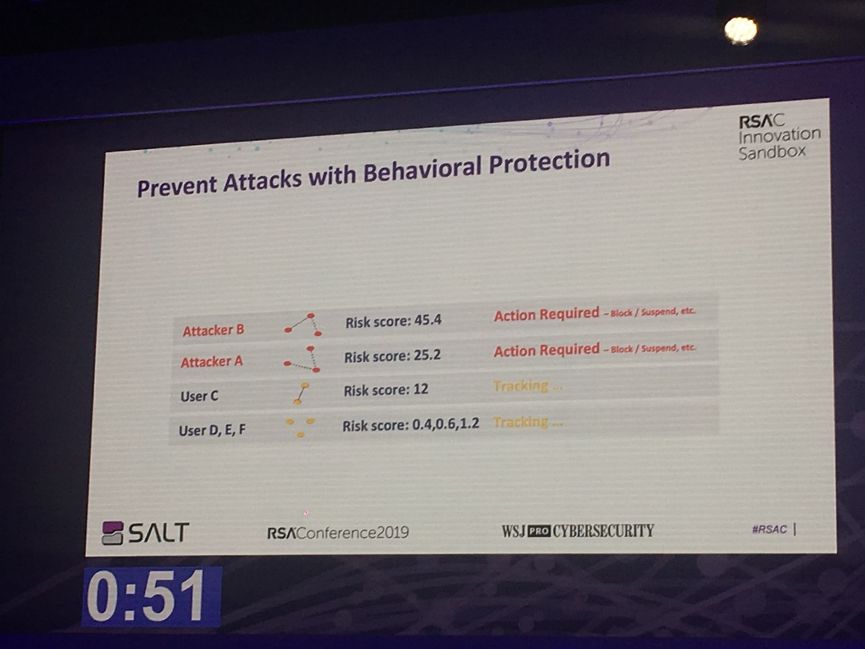 RSAC
Innovation
Sandbox
Prevent Attacks with Behavioral Protection
Attacker B Risk score: 45.4 Action Required – Block / Suspend, etc.
Attacker A Risk score: 25.2 Action Required – Block / Suspend, etc.
User C Risk score: 12 Tracking ...
User D, E, F Risk score: 0.4,0.6,1.2 Tracking ...
SALT RSAConference2019 WSJ PRO CYBERSECURITY #RSAC |
0:51